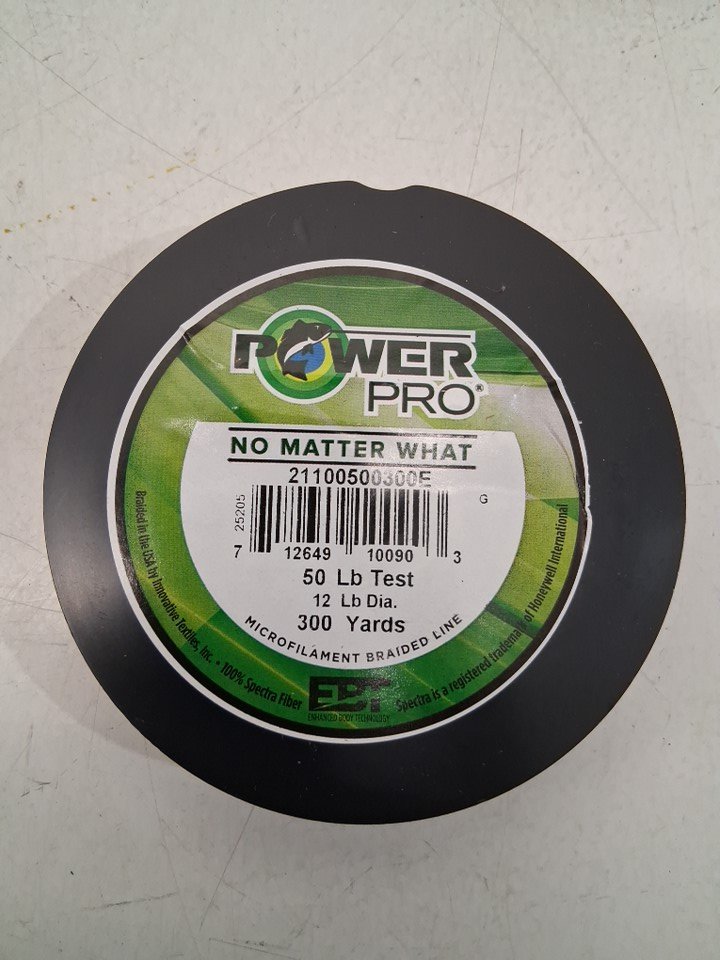 POWER
PRO®
NO MATTER WHAT
21100500300E
25205
G
7 12649 10090 3
50 Lb Test
12 Lb Dia.
300 Yards
MICROFILAMENT BRAIDED LINE
Braided in the USA by Innovative Textiles, Inc. • 100% Spectra Fiber
EBT
ENHANCED BODY TECHNOLOGY
Spectra is a registered trademark of Honeywell International